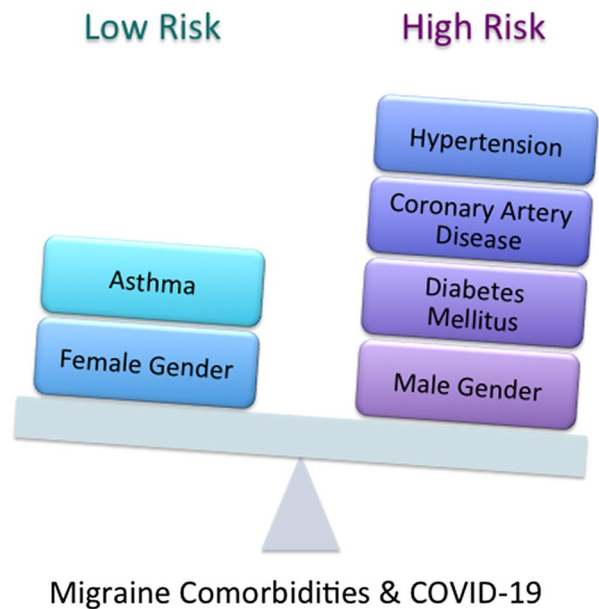 Low Risk
High Risk
Hypertension
Coronary Artery
Disease
Asthma
Diabetes
Mellitus
Female Gender
Male Gender
Migraine Comorbidities & COVID-19